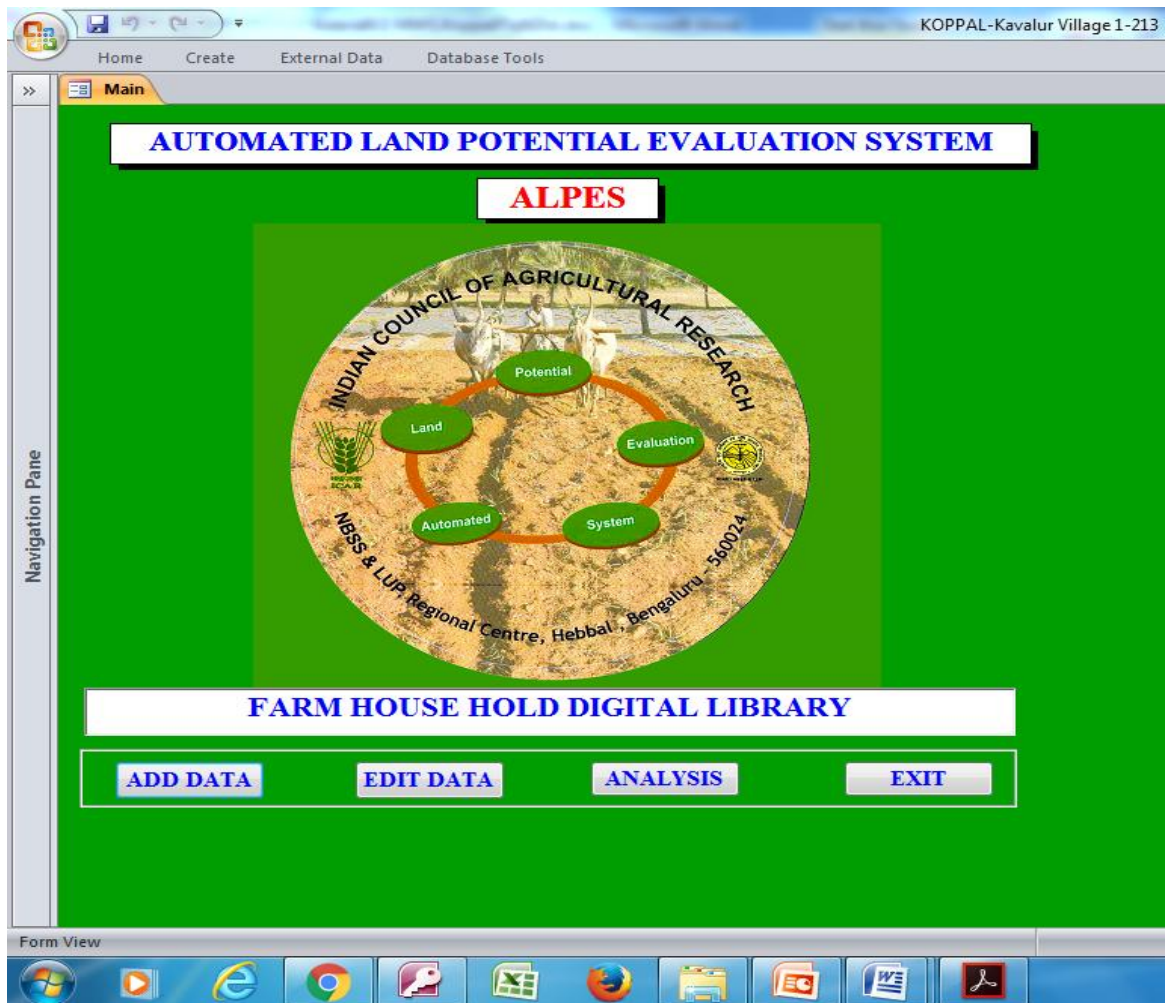 KOPPAL-Kavalur Village 1-213
Home Create External Data Database Tools
Main
AUTOMATED LAND POTENTIAL EVALUATION SYSTEM
ALPES
INDIAN COUNCIL OF AGRICULTURAL RESEARCH
Potential
Land
Evaluation
ICAR
Automated
System
NBSS & LUP, Regional Centre, Hebbal , Bengaluru - 560024
Navigation Pane
FARM HOUSE HOLD DIGITAL LIBRARY
ADD DATA EDIT DATA ANALYSIS EXIT
Form View